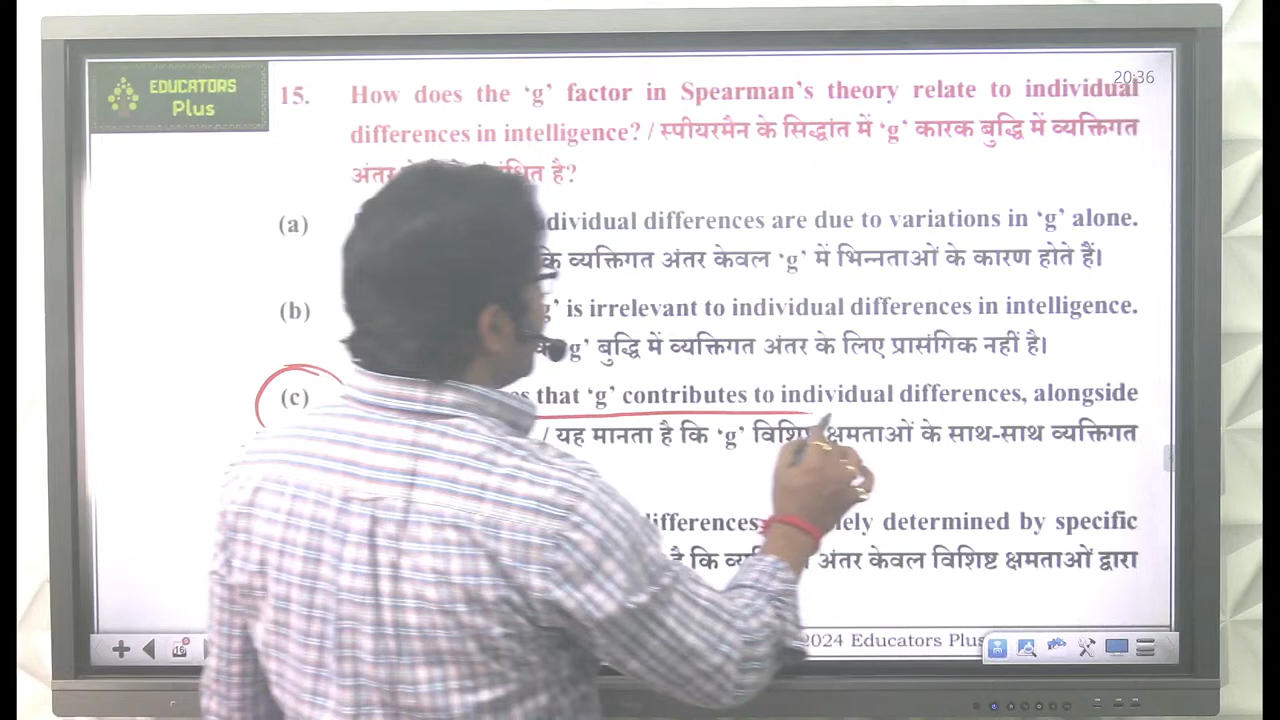 EDUCATORS
Plus
20:36
15. How does the ‘g’ factor in Spearman’s theory relate to individual
differences in intelligence? / स्पीयरमैन के सिद्धांत में ‘g’ कारक बुद्धि में व्यक्तिगत
है?
(a) individual differences are due to variations in ‘g’ alone.
व्यक्तिगत अंतर केवल ‘g’ में भिन्नताओं के कारण होते हैं।
(b) ‘g’ is irrelevant to individual differences in intelligence.
‘g’ बुद्धि में व्यक्तिगत अंतर के लिए प्रासंगिक नहीं है।
(c) that ‘g’ contributes to individual differences, alongside
/ यह मानता है कि ‘g’ विशिष्ट क्षमताओं के साथ-साथ व्यक्तिगत
differences determined by specific
है कि अंतर केवल विशिष्ट क्षमताओं द्वारा
2024 Educators Plus